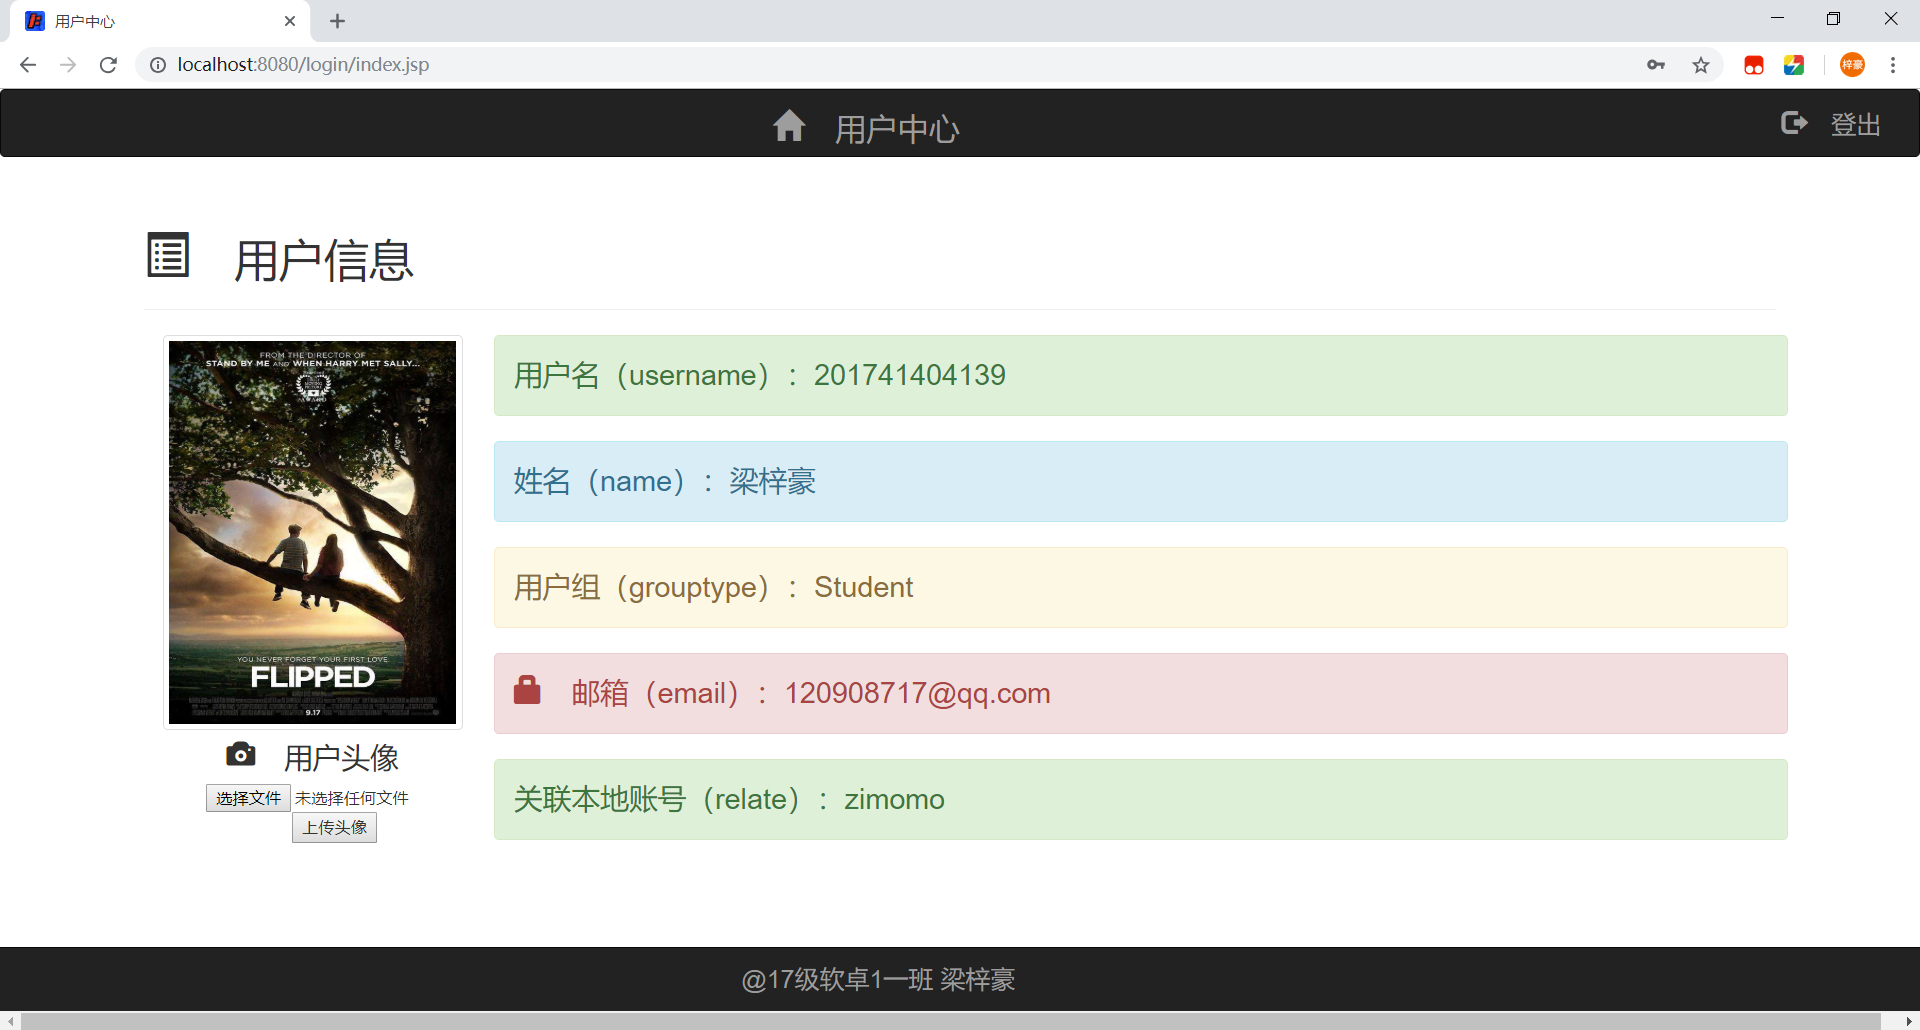 用户中心
localhost:8080/login/index.jsp
梓豪
用户中心
登出
用户信息
FROM THE DIRECTOR OF
STAND BY ME AND WHEN HARRY MET SALLY...
YOU NEVER FORGET YOUR FIRST LOVE.
FLIPPED
9.17
用户头像
选择文件 未选择任何文件
上传头像
用户名（username）：201741404139
姓名（name）：梁梓豪
用户组（grouptype）：Student
邮箱（email）：120908717@qq.com
关联本地账号（relate）：zimomo
@17级软卓1一班 梁梓豪